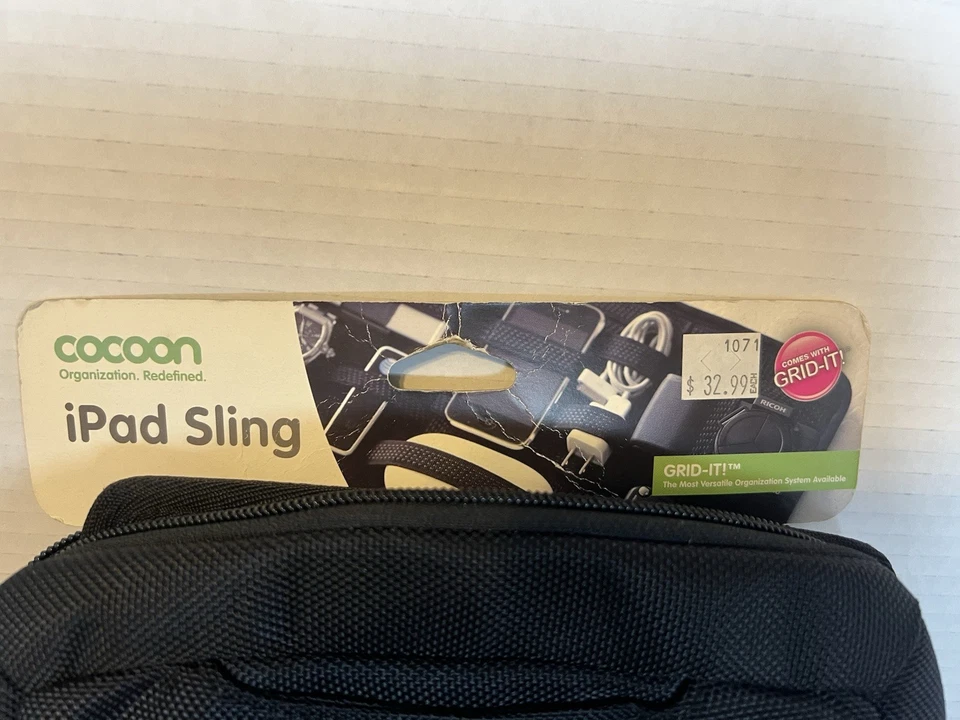 cocoon
Organization. Redefined.
iPad Sling
1071
$ 32.99 EACH
COMES WITH
GRID-IT!
RICOH
GRID-IT!™
The Most Versatile Organization System Available